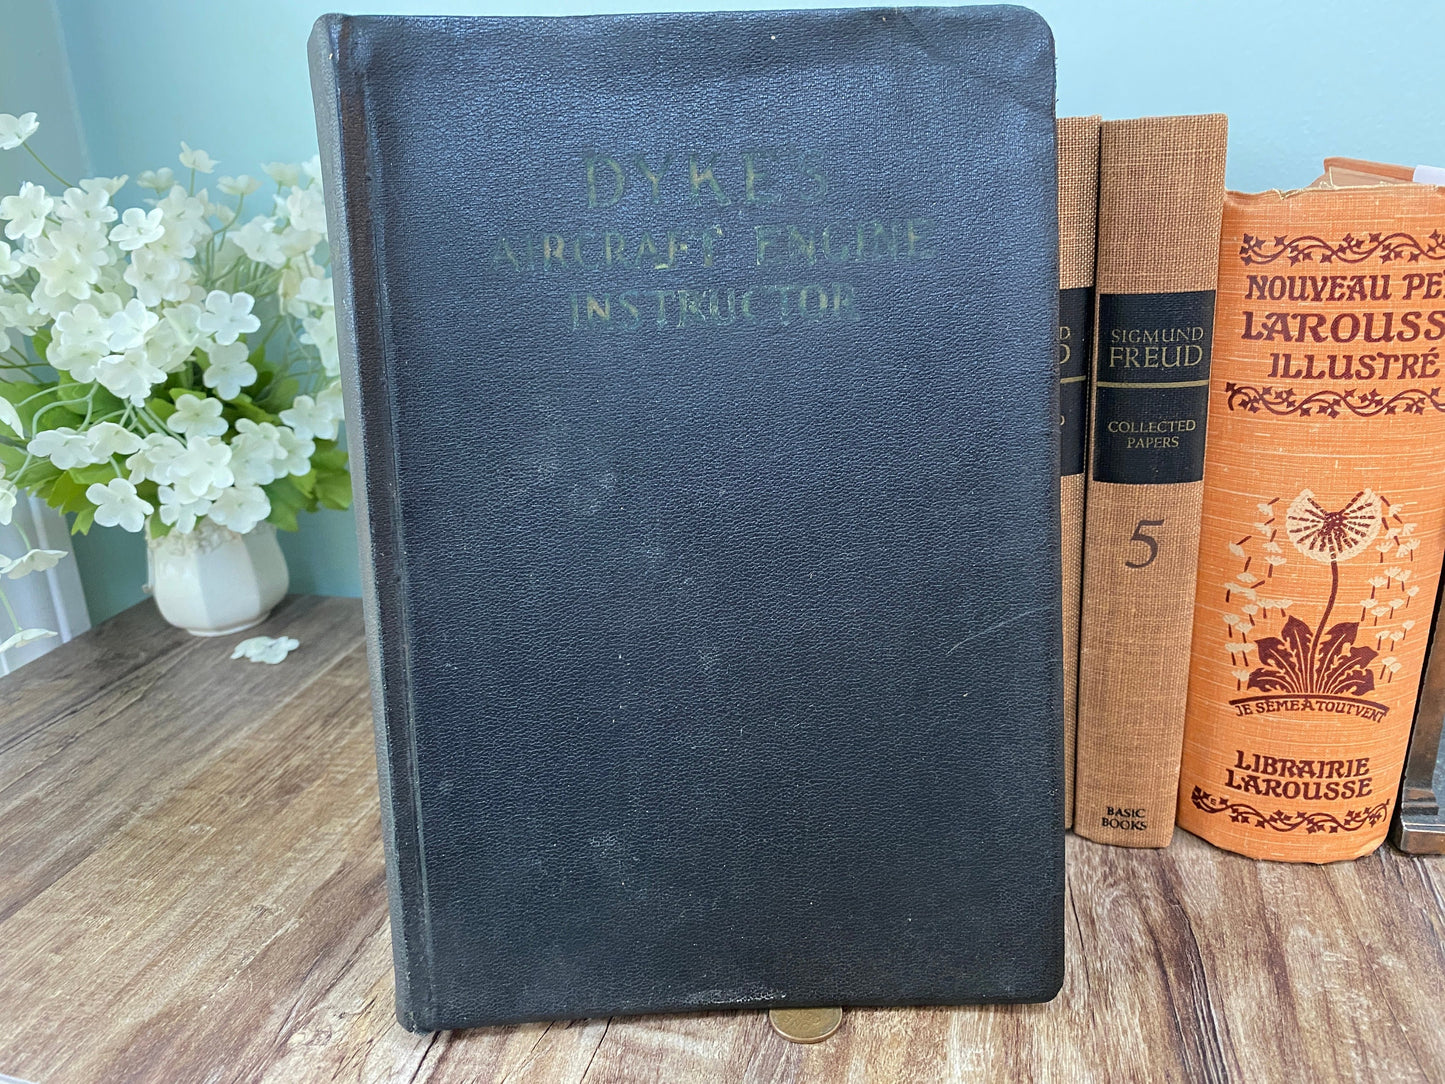 DYKE'S
AIRCRAFT ENGINE
INSTRUCTOR
D
D
SIGMUND
FREUD
COLLECTED
PAPERS
5
BASIC
BOOKS
NOUVEAU PE
LAROUSS
ILLUSTRÉ
JE SÈME A TOUT VENT
LIBRAIRIE
LAROUSSE